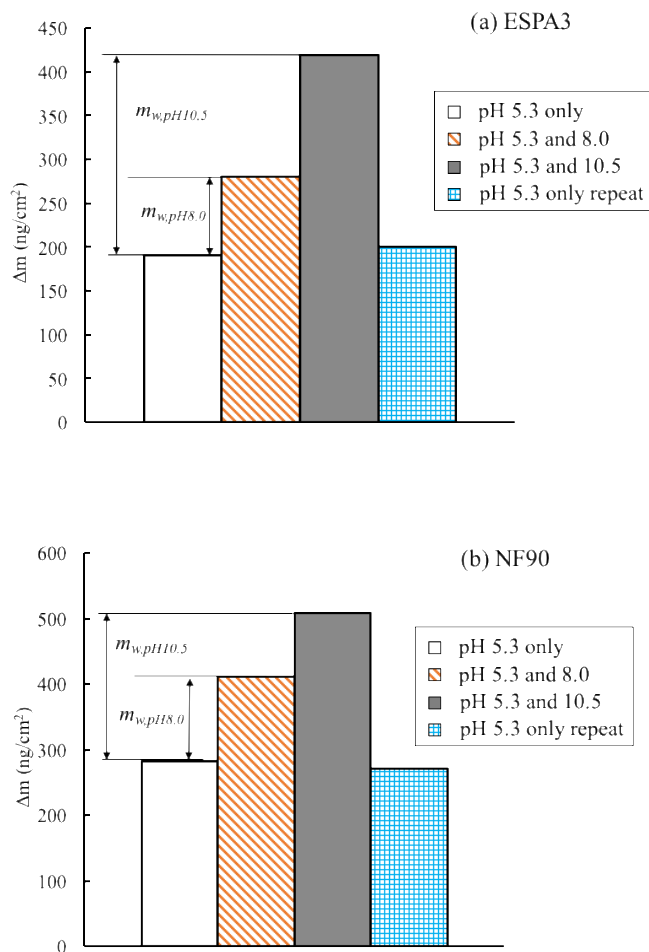 (a) ESPA3
450
400
350
300
250
200
150
100
50
0
Δm (ng/cm²)
m_w,pH10.5
m_w,pH8.0
pH 5.3 only
pH 5.3 and 8.0
pH 5.3 and 10.5
pH 5.3 only repeat
(b) NF90
600
500
400
300
200
100
0
Δm (ng/cm²)
m_w,pH10.5
m_w,pH8.0
pH 5.3 only
pH 5.3 and 8.0
pH 5.3 and 10.5
pH 5.3 only repeat